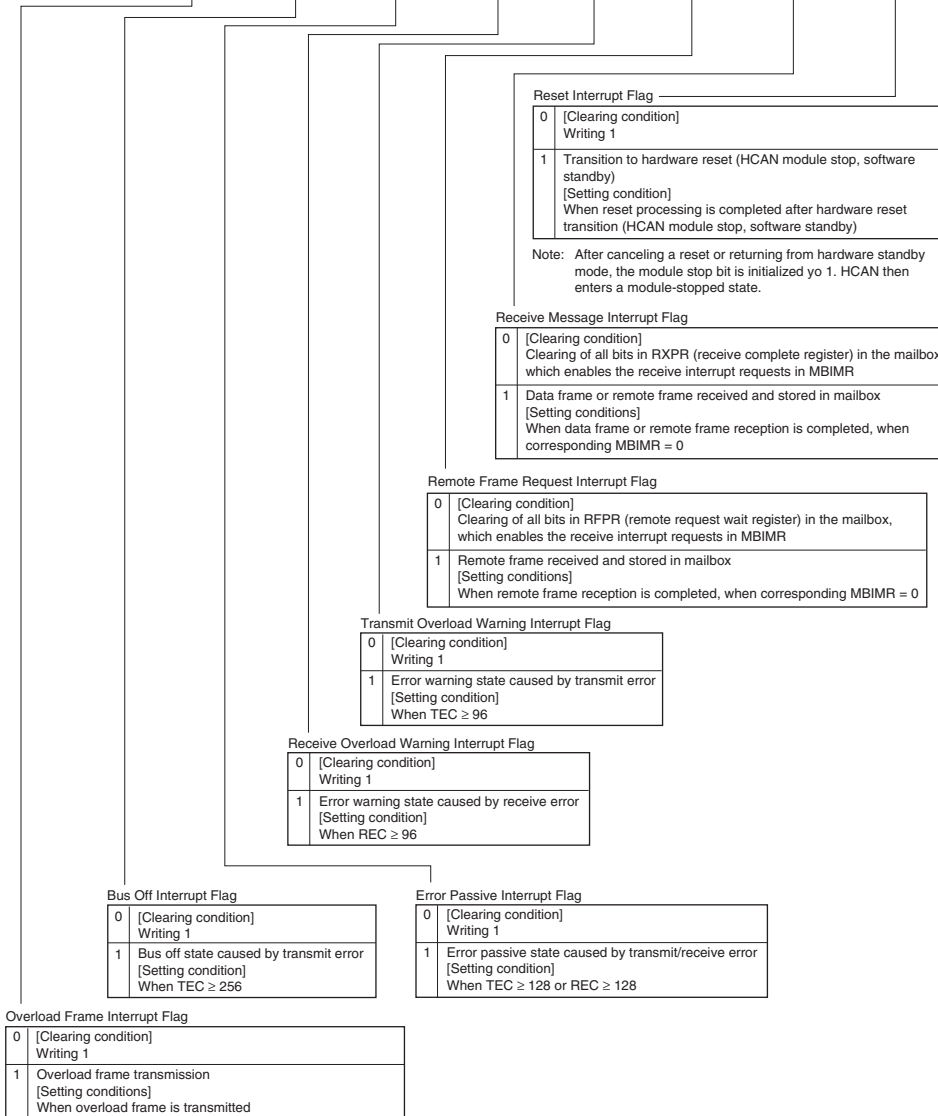 Reset Interrupt Flag
0 [Clearing condition]
Writing 1
1 Transition to hardware reset (HCAN module stop, software
standby)
[Setting condition]
When reset processing is completed after hardware reset
transition (HCAN module stop, software standby)
Note: After canceling a reset or returning from hardware standby
mode, the module stop bit is initialized yo 1. HCAN then
enters a module-stopped state.
Receive Message Interrupt Flag
0 [Clearing condition]
Clearing of all bits in RXPR (receive complete register) in the mailbox
which enables the receive interrupt requests in MBIMR
1 Data frame or remote frame received and stored in mailbox
[Setting conditions]
When data frame or remote frame reception is completed, when
corresponding MBIMR = 0
Remote Frame Request Interrupt Flag
0 [Clearing condition]
Clearing of all bits in RFPR (remote request wait register) in the mailbox,
which enables the receive interrupt requests in MBIMR
1 Remote frame received and stored in mailbox
[Setting conditions]
When remote frame reception is completed, when corresponding MBIMR = 0
Transmit Overload Warning Interrupt Flag
0 [Clearing condition]
Writing 1
1 Error warning state caused by transmit error
[Setting condition]
When TEC ≥ 96
Receive Overload Warning Interrupt Flag
0 [Clearing condition]
Writing 1
1 Error warning state caused by receive error
[Setting condition]
When REC ≥ 96
Bus Off Interrupt Flag
0 [Clearing condition]
Writing 1
1 Bus off state caused by transmit error
[Setting condition]
When TEC ≥ 256
Error Passive Interrupt Flag
0 [Clearing condition]
Writing 1
1 Error passive state caused by transmit/receive error
[Setting condition]
When TEC ≥ 128 or REC ≥ 128
Overload Frame Interrupt Flag
0 [Clearing condition]
Writing 1
1 Overload frame transmission
[Setting conditions]
When overload frame is transmitted